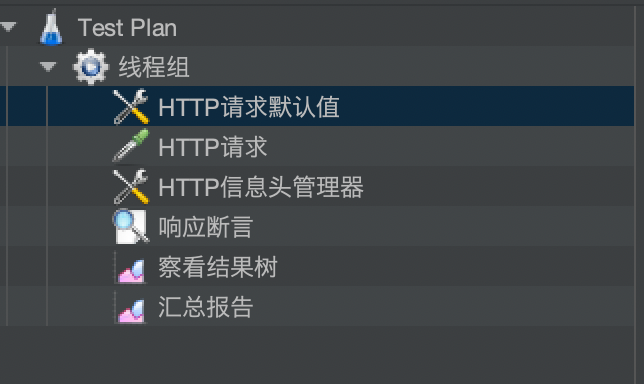 Test Plan
线程组
HTTP请求默认值
HTTP请求
HTTP信息头管理器
响应断言
察看结果树
汇总报告